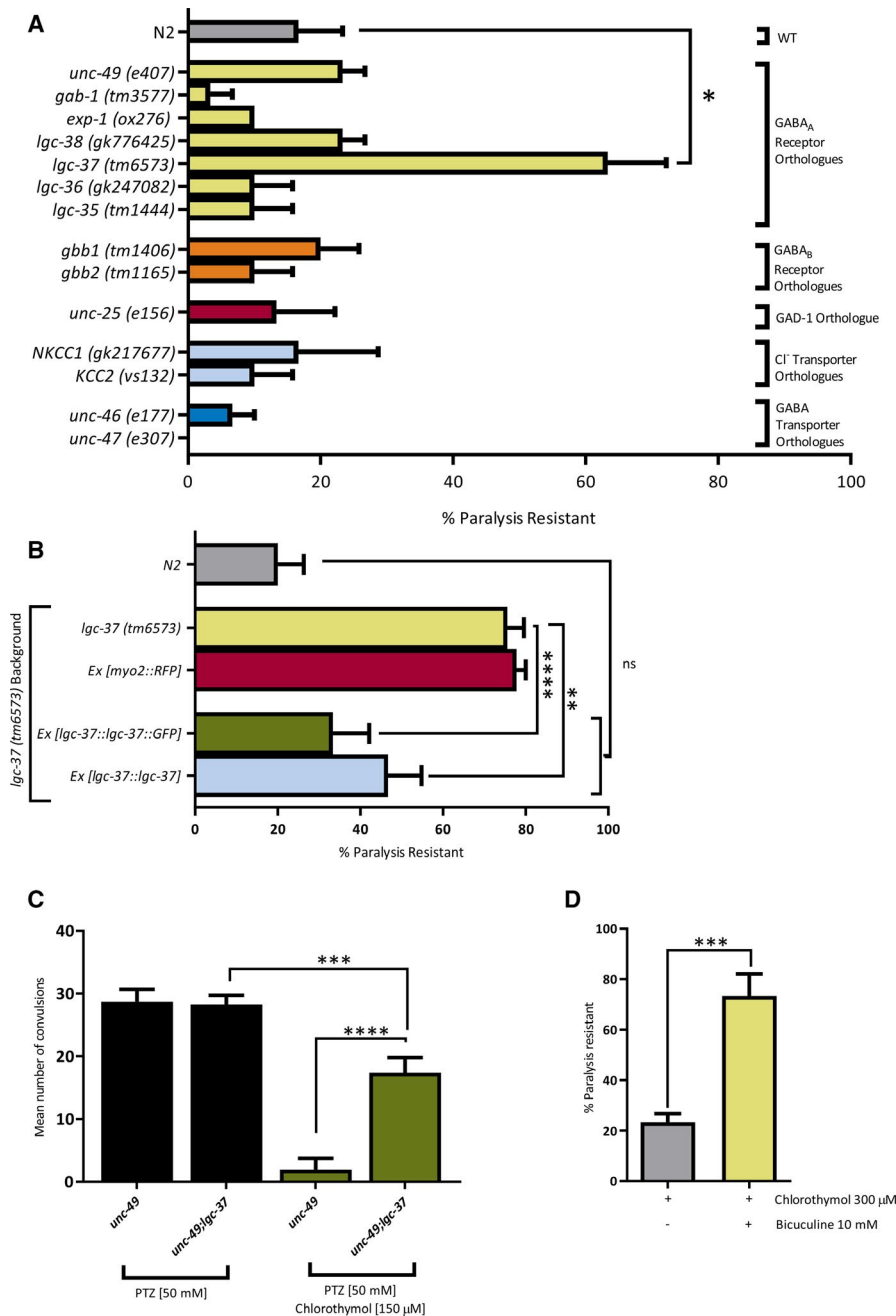 A
N2
unc-49 (e407)
gab-1 (tm3577)
exp-1 (ox276)
lgc-38 (gk776425)
lgc-37 (tm6573)
lgc-36 (gk247082)
lgc-35 (tm1444)
gbb1 (tm1406)
gbb2 (tm1165)
unc-25 (e156)
NKCC1 (gk217677)
KCC2 (vs132)
unc-46 (e177)
unc-47 (e307)
*
WT
GABAA
Receptor
Orthologues
GABAB
Receptor
Orthologues
GAD-1 Orthologue
Cl- Transporter
Orthologues
GABA
Transporter
Orthologues
0 20 40 60 80 100
% Paralysis Resistant
B
N2
lgc-37 (tm6573)
Ex [myo2::RFP]
Ex [lgc-37::lgc-37::GFP]
Ex [lgc-37::lgc-37]
lgc-37 (tm6573) Background
****
**
ns
0 20 40 60 80 100
% Paralysis Resistant
C
Mean number of convulsions
40
30
20
10
0
***
****
unc-49
unc-49;lgc-37
unc-49
unc-49;lgc-37
PTZ [50 mM]
PTZ [50 mM]
Chlorothymol [150 µM]
D
% Paralysis resistant
100
80
60
40
20
0
***
+ + Chlorothymol 300 µM
- + Bicuculine 10 mM